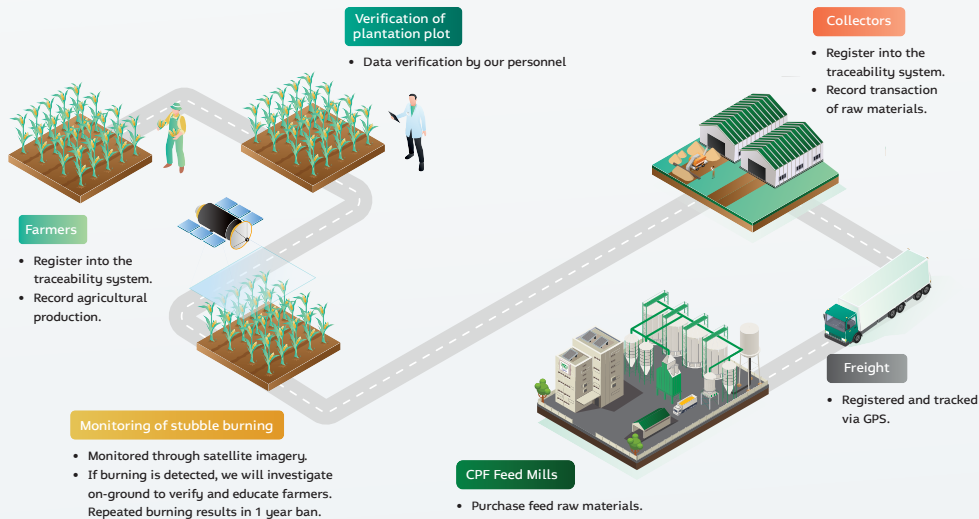 Verification of
plantation plot
• Data verification by our personnel
Collectors
• Register into the
traceability system.
• Record transaction
of raw materials.
Farmers
• Register into the
traceability system.
• Record agricultural
production.
Monitoring of stubble burning
• Monitored through satellite imagery.
• If burning is detected, we will investigate
on-ground to verify and educate farmers.
Repeated burning results in 1 year ban.
Freight
• Registered and tracked
via GPS.
CPF Feed Mills
• Purchase feed raw materials.